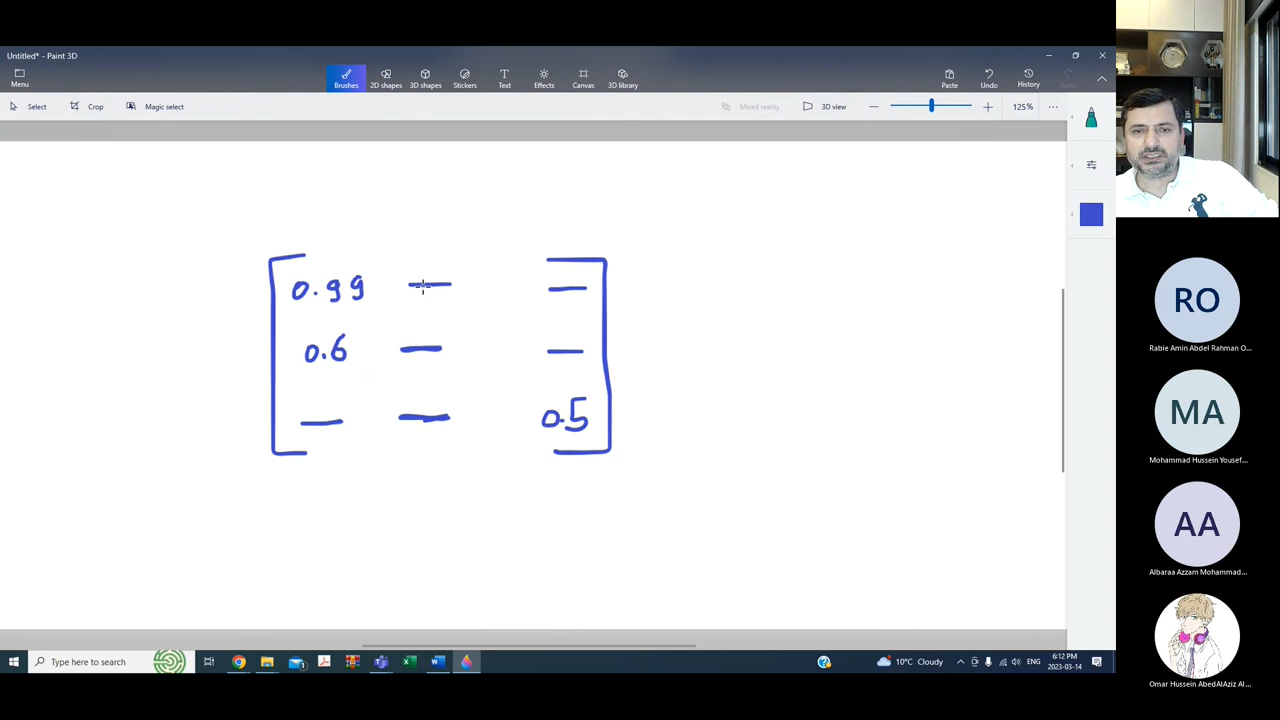 Untitled* - Paint 3D
Menu
Brushes 2D shapes 3D shapes Stickers Text Effects Canvas 3D library Paste Undo History
Select Crop Magic select Mixed reality 3D view 125%
0.99 — —
0.6 — —
— — 0.5
RO
Rabie Amin Abdel Rahman O...
MA
Mohammad Hussein Yousef...
AA
Albaraa Azzam Mohammad...
Omar Hussein AbedAlAziz Al...
Type here to search
10°C Cloudy
ENG
6:12 PM
2023-03-14